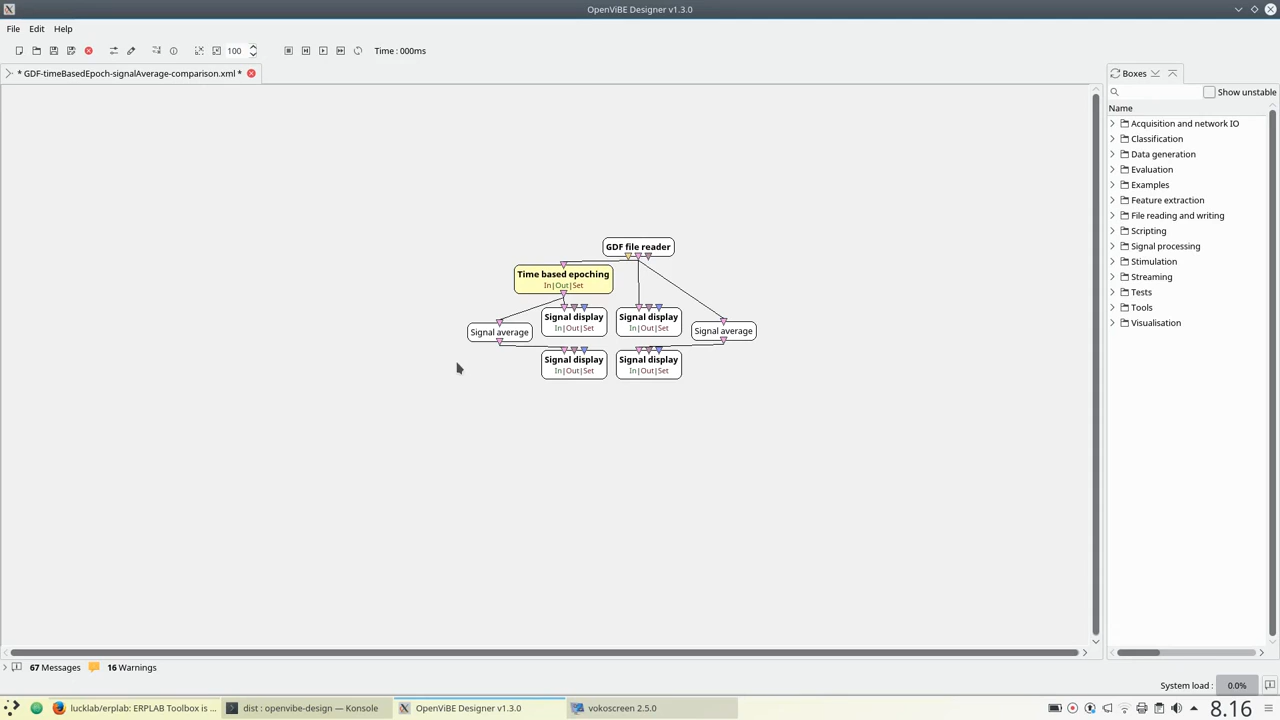 OpenViBE Designer v1.3.0
File Edit Help
100
Time : 000ms
* GDF-timeBasedEpoch-signalAverage-comparison.xml *
Boxes
Show unstable
Name
Acquisition and network IO
Classification
Data generation
Evaluation
Examples
Feature extraction
File reading and writing
Scripting
Signal processing
Stimulation
Streaming
Tests
Tools
Visualisation
GDF file reader
Time based epoching
In|Out|Set
Signal display
In|Out|Set
Signal display
In|Out|Set
Signal average
Signal average
Signal display
In|Out|Set
Signal display
In|Out|Set
67 Messages
16 Warnings
System load :
0.0%
lucklab/erplab: ERPLAB Toolbox is ...
dist : openvibe-design — Konsole
OpenViBE Designer v1.3.0
vokoscreen 2.5.0
8.16